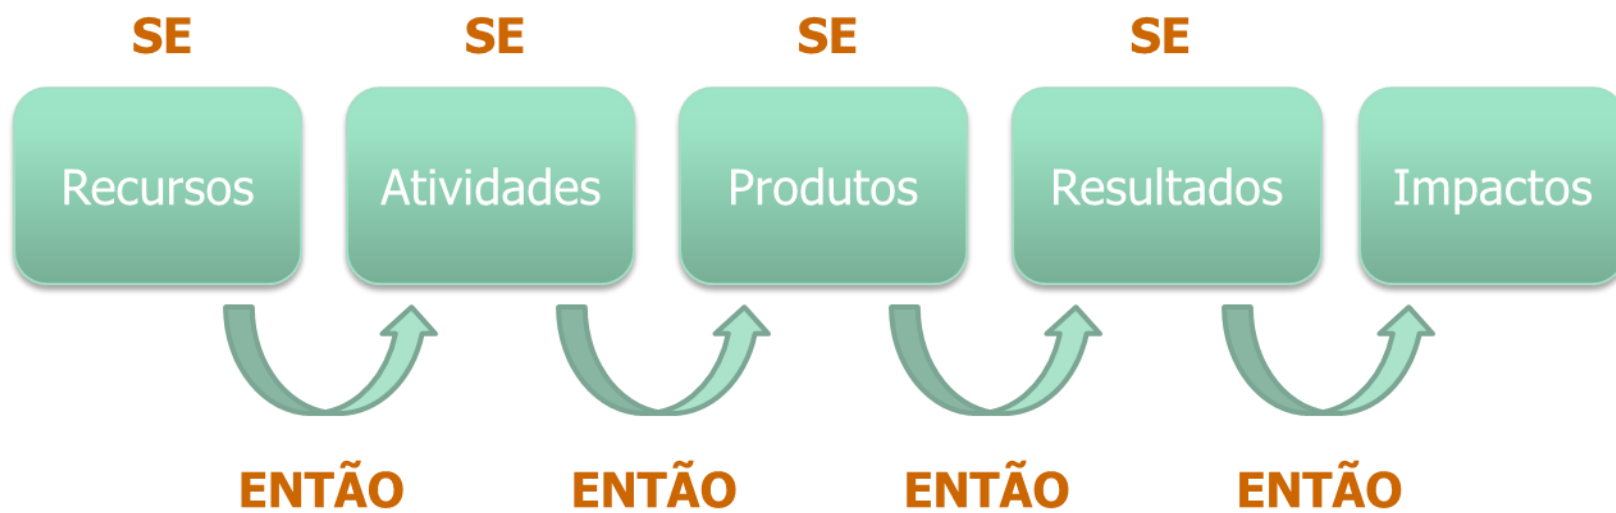 SE SE SE SE
Recursos Atividades Produtos Resultados Impactos
ENTÃO ENTÃO ENTÃO ENTÃO